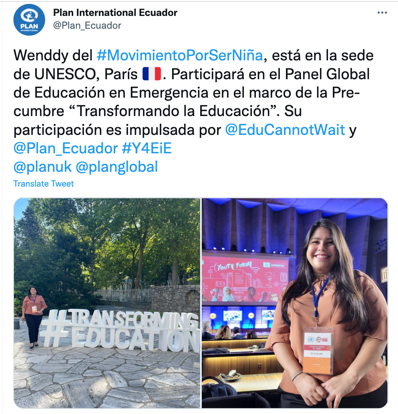 Plan International Ecuador
@Plan_Ecuador
PLAN
Wenddy del #MovimientoPorSerNiña, está en la sede
de UNESCO, París 🇫🇷. Participará en el Panel Global
de Educación en Emergencia en el marco de la Pre-
cumbre “Transformando la Educación”. Su
participación es impulsada por @EduCannotWait y
@Plan_Ecuador #Y4EiE
@planuk @planglobal
Translate Tweet
#TRANSFORMING
EDUCATION